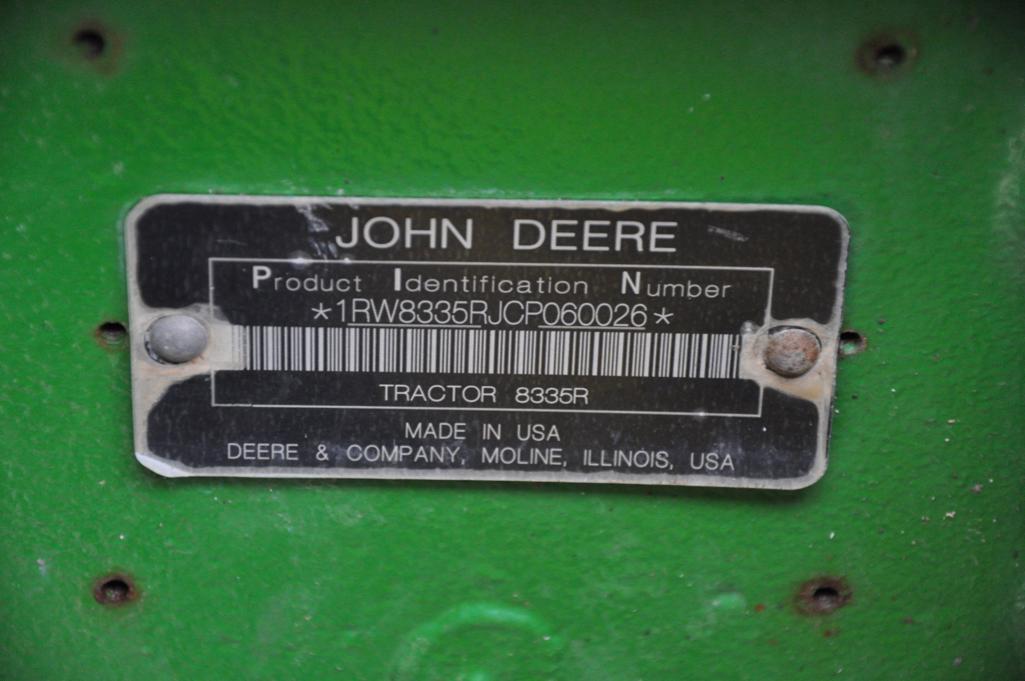 JOHN DEERE
Product Identification Number
*1RW8335RJCP060026*
TRACTOR 8335R
MADE IN USA
DEERE & COMPANY, MOLINE, ILLINOIS, USA